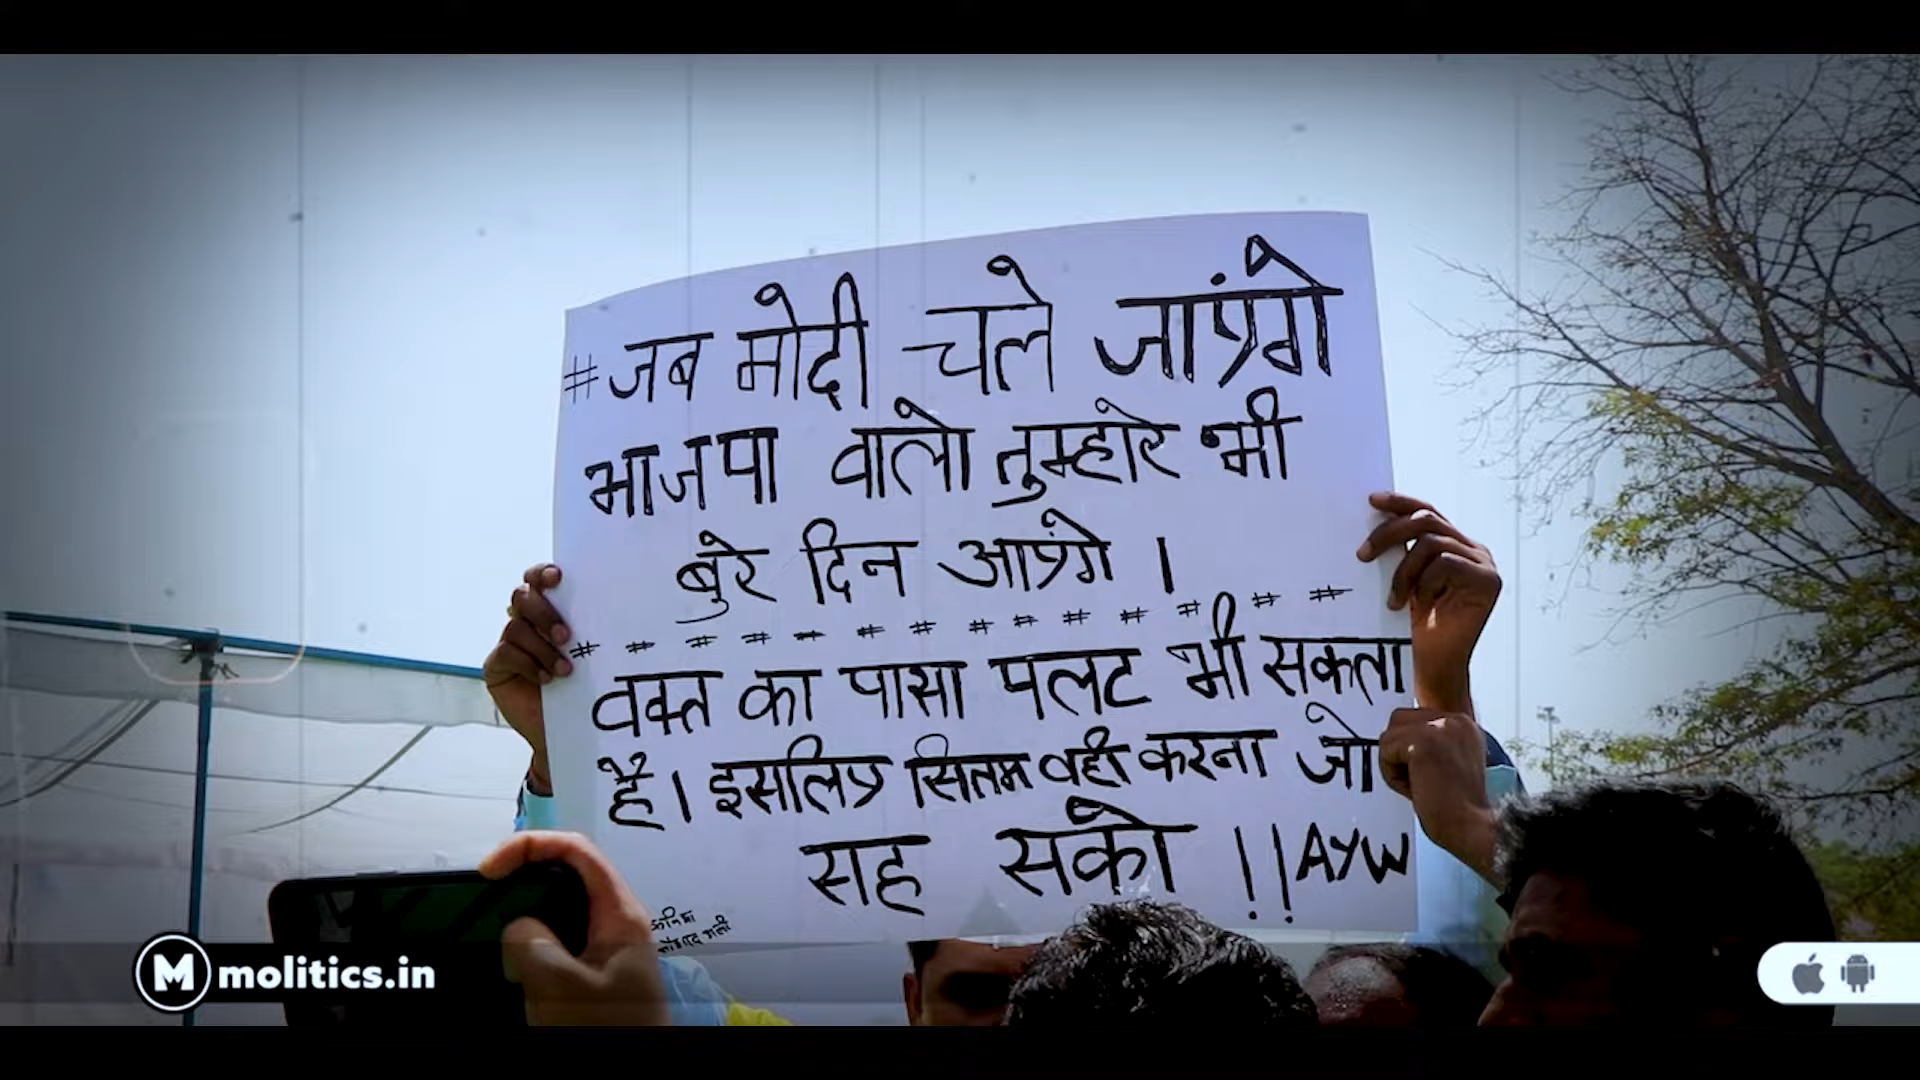 #जब मोदी चले जाएंगे
भाजपा वालो तुम्हारे भी
बुरे दिन आएंगे ।
# # # # # # # # # # # # # #
वक्त का पासा पलट भी सकता
है। इसलिए सितम वही करना जो
सह सको !! AYW
molitics.in